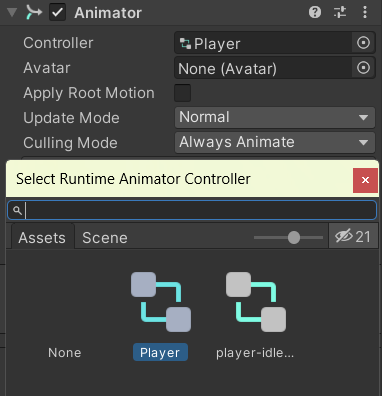 Animator
Controller
Player
Avatar
None (Avatar)
Apply Root Motion
Update Mode
Normal
Culling Mode
Always Animate
Select Runtime Animator Controller
Assets
Scene
21
None
Player
player-idle...